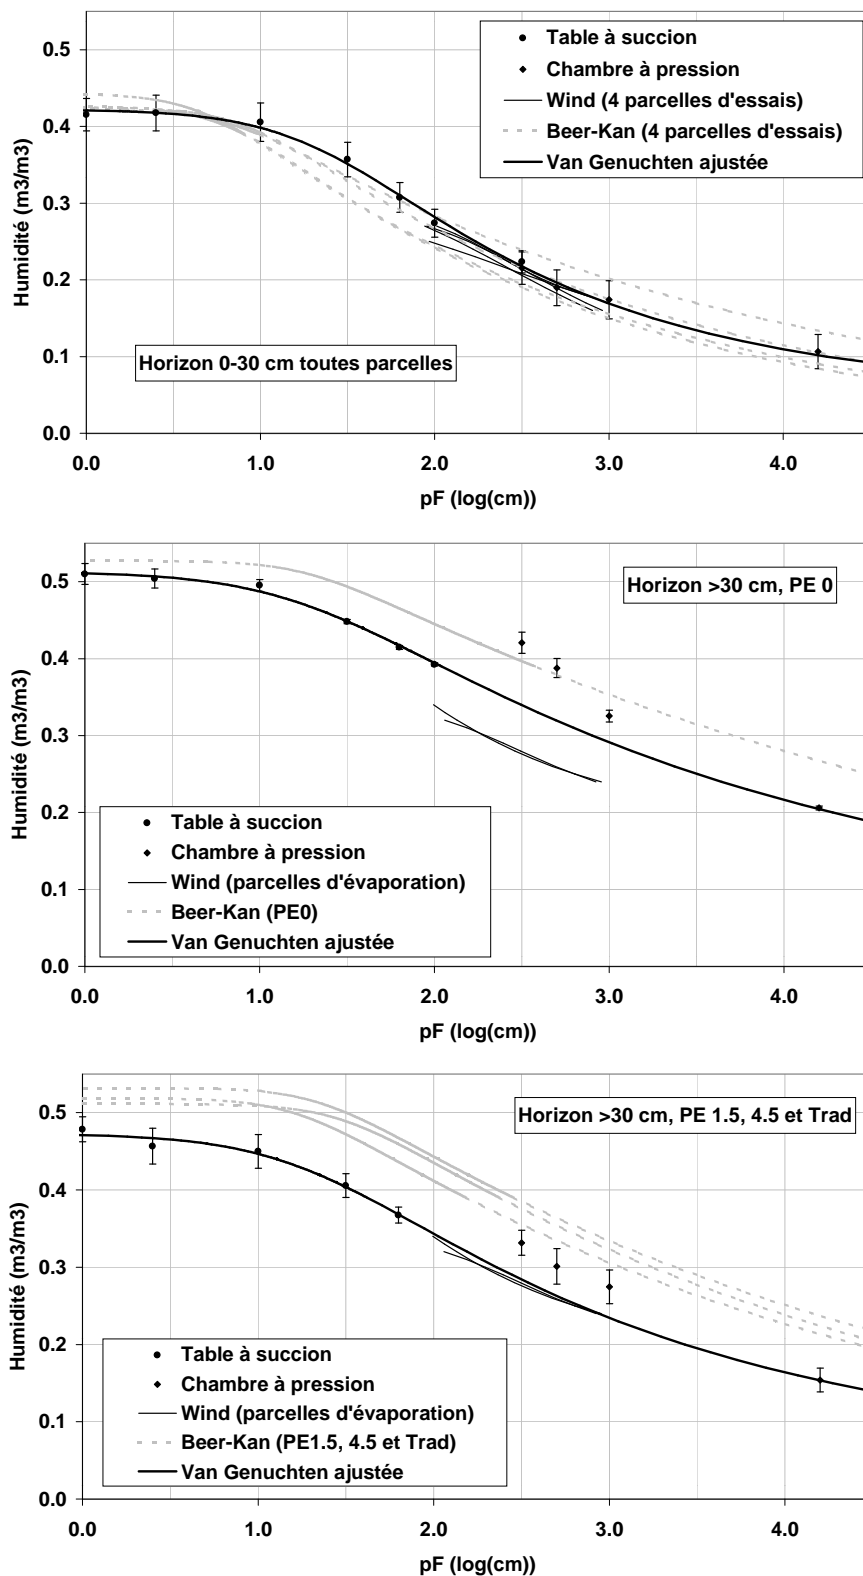 0.5
0.4
0.3
0.2
0.1
0.0
Humidité (m3/m3)
Table à succion
Chambre à pression
Wind (4 parcelles d'essais)
Beer-Kan (4 parcelles d'essais)
Van Genuchten ajustée
Horizon 0-30 cm toutes parcelles
0.0 1.0 2.0 3.0 4.0
pF (log(cm))
0.5
0.4
0.3
0.2
0.1
0.0
Humidité (m3/m3)
Horizon >30 cm, PE 0
Table à succion
Chambre à pression
Wind (parcelles d'évaporation)
Beer-Kan (PE0)
Van Genuchten ajustée
0.0 1.0 2.0 3.0 4.0
pF (log(cm))
0.5
0.4
0.3
0.2
0.1
0.0
Humidité (m3/m3)
Horizon >30 cm, PE 1.5, 4.5 et Trad
Table à succion
Chambre à pression
Wind (parcelles d'évaporation)
Beer-Kan (PE1.5, 4.5 et Trad)
Van Genuchten ajustée
0.0 1.0 2.0 3.0 4.0
pF (log(cm))